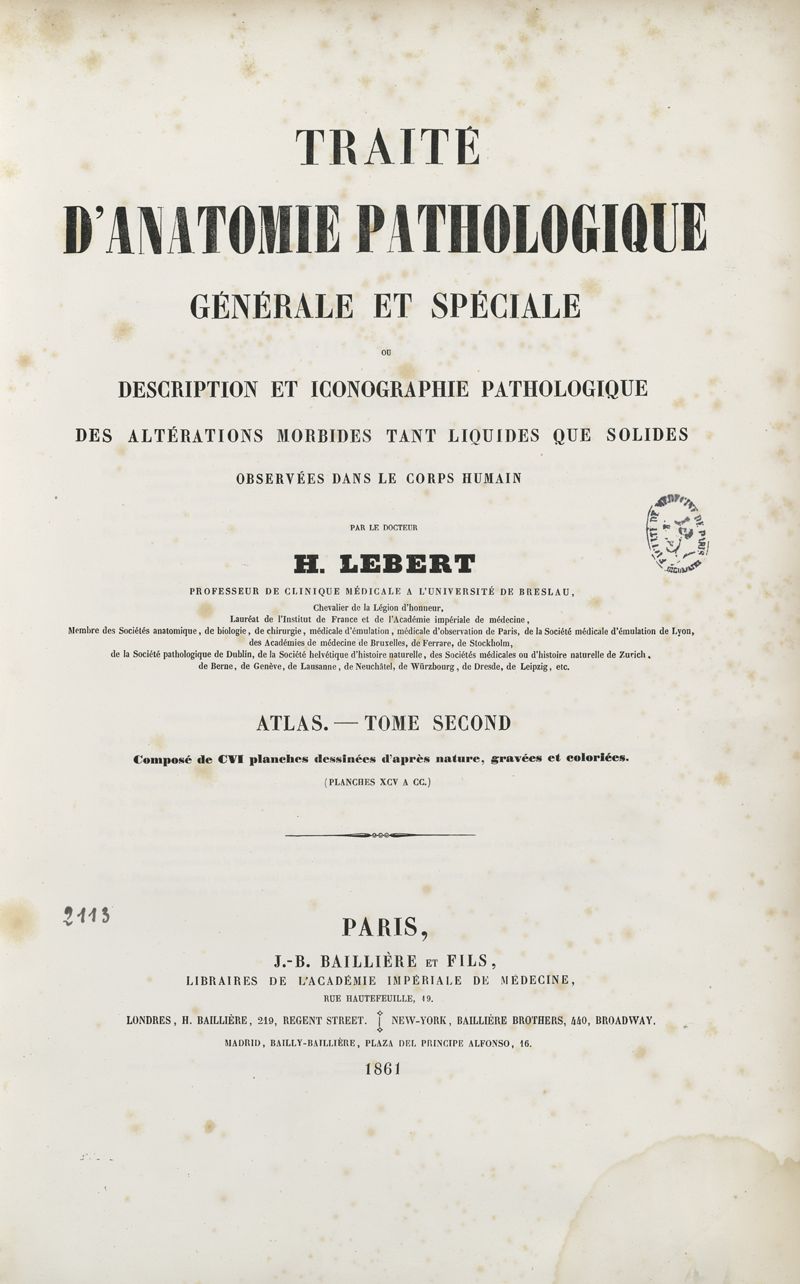 TRAITÉ
D'ANATOMIE PATHOLOGIQUE
GÉNÉRALE ET SPÉCIALE
OU
DESCRIPTION ET ICONOGRAPHIE PATHOLOGIQUE
DES ALTÉRATIONS MORBIDES TANT LIQUIDES QUE SOLIDES
OBSERVÉES DANS LE CORPS HUMAIN
PAR LE DOCTEUR
H. LEBERT
PROFESSEUR DE CLINIQUE MÉDICALE A L'UNIVERSITÉ DE BRESLAU,
Chevalier de la Légion d'honneur,
Lauréat de l'Institut de France et de l'Académie impériale de médecine,
Membre des Sociétés anatomique, de biologie, de chirurgie, médicale d'émulation, médicale d'observation de Paris, de la Société médicale d'émulation de Lyon,
des Académies de médecine de Bruxelles, de Ferrare, de Stockholm,
de la Société pathologique de Dublin, de la Société helvétique d'histoire naturelle, des Sociétés médicales ou d'histoire naturelle de Zurich,
de Berne, de Genève, de Lausanne, de Neuchâtel, de Würzbourg, de Dresde, de Leipzig, etc.
ATLAS. — TOME SECOND
Composé de CVI planches dessinées d'après nature, gravées et coloriées.
(PLANCHES XCV A CC.)
2113
PARIS,
J.-B. BAILLIÈRE ET FILS,
LIBRAIRES DE L'ACADÉMIE IMPÉRIALE DE MÉDECINE,
RUE HAUTEFEUILLE, 19.
LONDRES, H. BAILLIÈRE, 219, REGENT STREET. NEW-YORK, BAILLIÈRE BROTHERS, 440, BROADWAY.
MADRID, BAILLY-BAILLIÈRE, PLAZA DEL PRINCIPE ALFONSO, 16.
1861